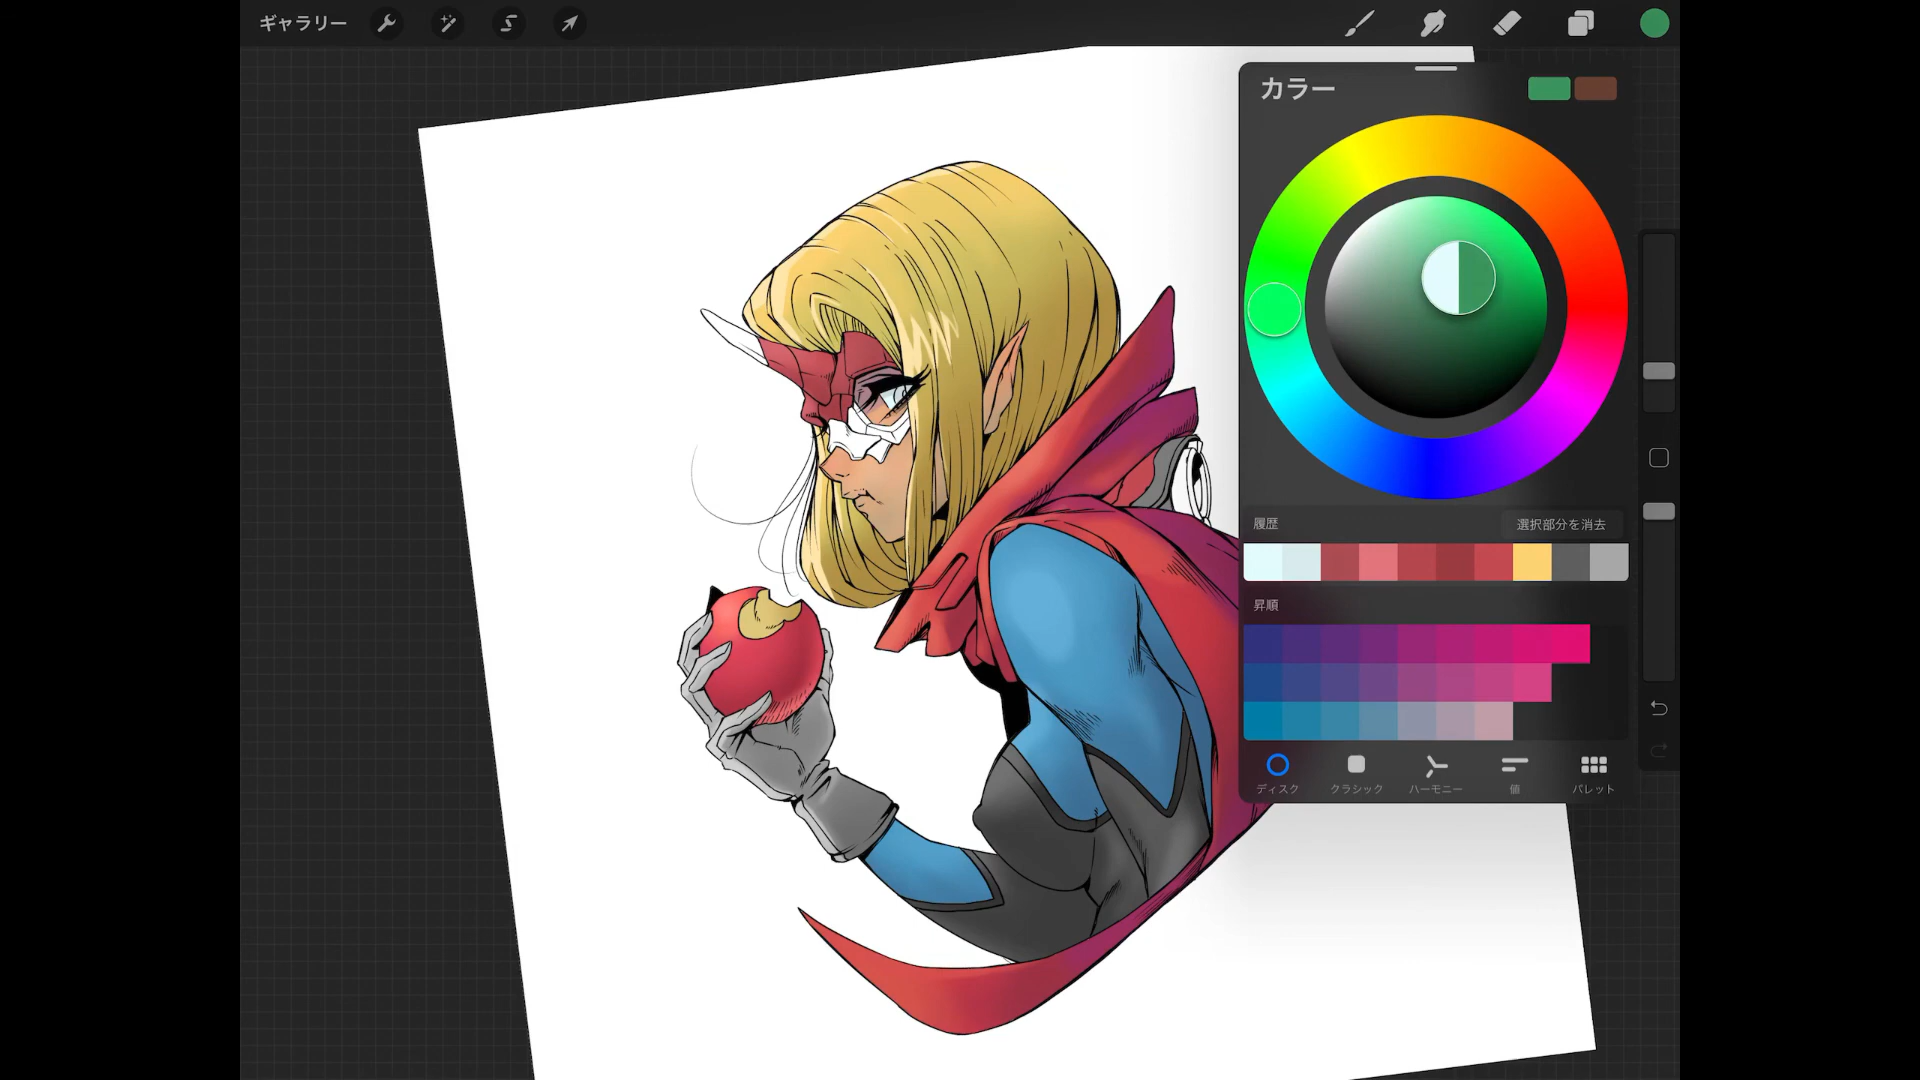 ギャラリー
カラー
履歴
選択部分を消去
昇順
ディスク
クラシック
ハーモニー
値
パレット